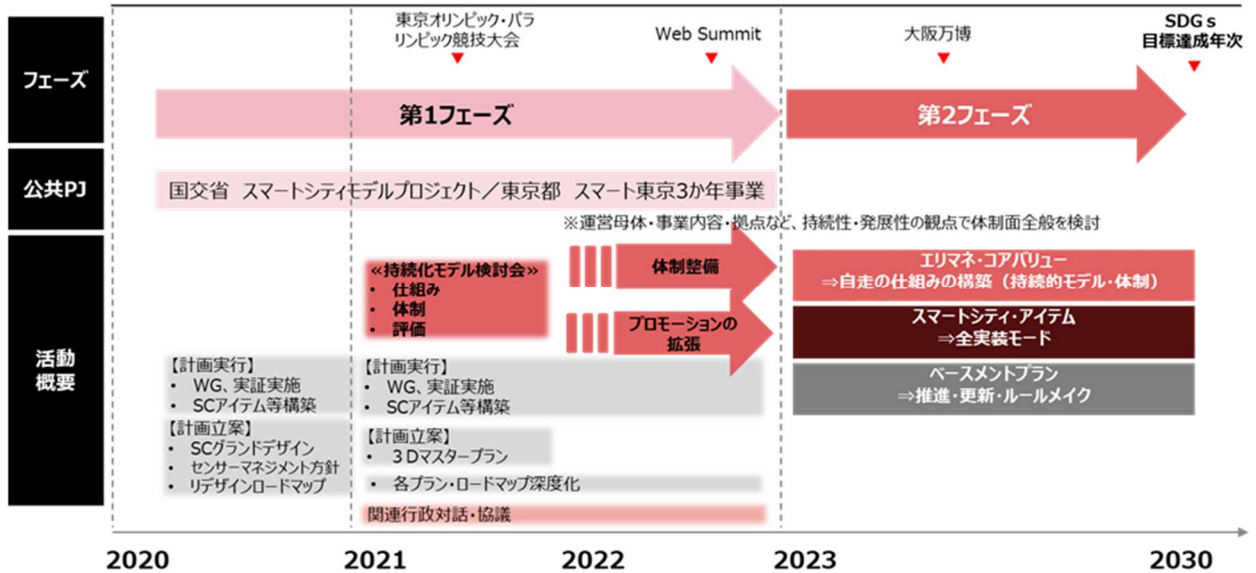 フェーズ
東京オリンピック・パラ
リンピック競技大会
Web Summit
大阪万博
SDGs
目標達成年次
第1フェーズ
第2フェーズ
公共PJ
国交省 スマートシティモデルプロジェクト／東京都 スマート東京3か年事業
※運営母体・事業内容・拠点など、持続性・発展性の観点で体制面全般を検討
活動
概要
≪持続化モデル検討会≫
• 仕組み
• 体制
• 評価
体制整備
プロモーションの
拡張
エリマネ・コアバリュー
⇒自走の仕組みの構築（持続的モデル・体制）
スマートシティ・アイテム
⇒全実装モード
ベースメントプラン
⇒推進・更新・ルールメイク
【計画実行】
• WG、実証実施
• SCアイテム等構築
【計画立案】
• SCグランドデザイン
• センサーマネジメント方針
• リデザインロードマップ
【計画実行】
• WG、実証実施
• SCアイテム等構築
【計画立案】
• 3Dマスタープラン
• 各プラン・ロードマップ深度化
関連行政対話・協議
2020
2021
2022
2023
2030